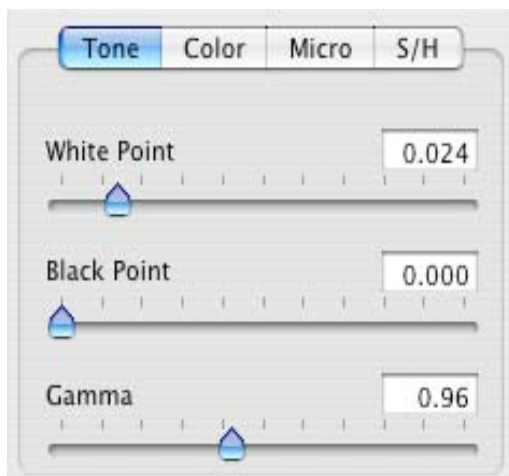 Tone Color Micro S/H
White Point 0.024
Black Point 0.000
Gamma 0.96